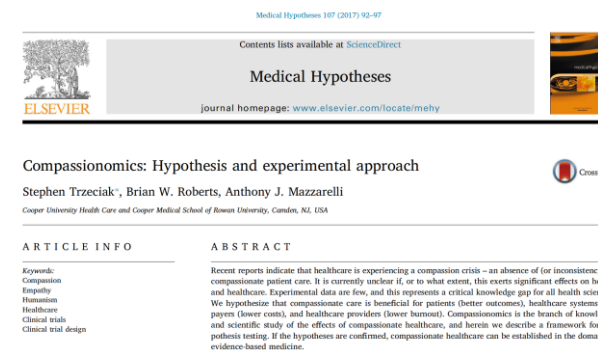 Medical Hypotheses 107 (2017) 92–97
Contents lists available at ScienceDirect
Medical Hypotheses
ELSEVIER
journal homepage: www.elsevier.com/locate/mehy
Compassionomics: Hypothesis and experimental approach
Cross
Stephen Trzeciak*, Brian W. Roberts, Anthony J. Mazzarelli
Cooper University Health Care and Cooper Medical School of Rowan University, Camden, NJ, USA
ARTICLE INFO
ABSTRACT
Keywords:
Compassion
Empathy
Humanism
Healthcare
Clinical trials
Clinical trial design
Recent reports indicate that healthcare is experiencing a compassion crisis – an absence of (or inconsistenc
compassionate patient care. It is currently unclear if, or to what extent, this exerts significant effects on h
and healthcare. Experimental data are few, and this represents a critical knowledge gap for all health scien
We hypothesize that compassionate care is beneficial for patients (better outcomes), healthcare systems
payers (lower costs), and healthcare providers (lower burnout). Compassionomics is the branch of knowl
and scientific study of the effects of compassionate healthcare, and herein we describe a framework fo
pothesis testing. If the hypotheses are confirmed, compassionate healthcare can be established in the doma
evidence-based medicine.